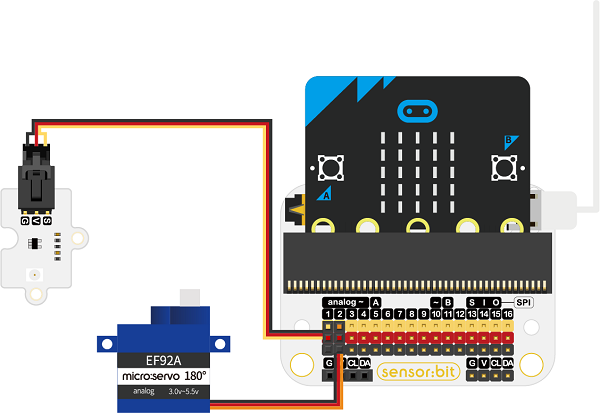 B
A
G V S
analog ~ A ~ B S I O SPI
1 2 3 4 5 6 7 8 9 10 11 12 13 14 15 16
EF92A
micro:servo 180°
analog 3.0v~5.5v
G CL DA
sensor:bit
G V CL DA